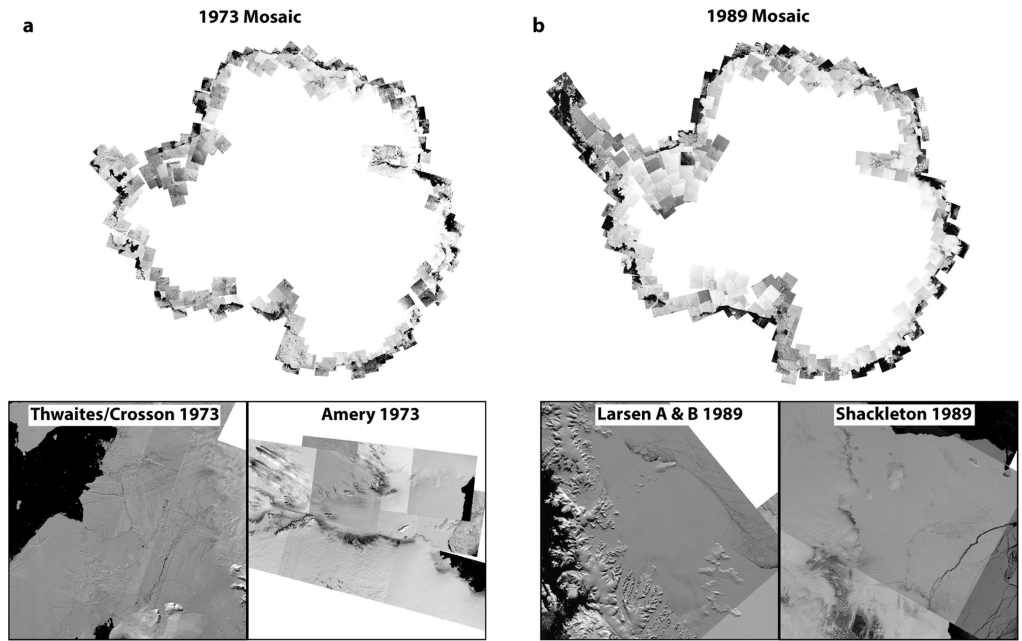 a
1973 Mosaic
b
1989 Mosaic
Thwaites/Crosson 1973
Amery 1973
Larsen A & B 1989
Shackleton 1989